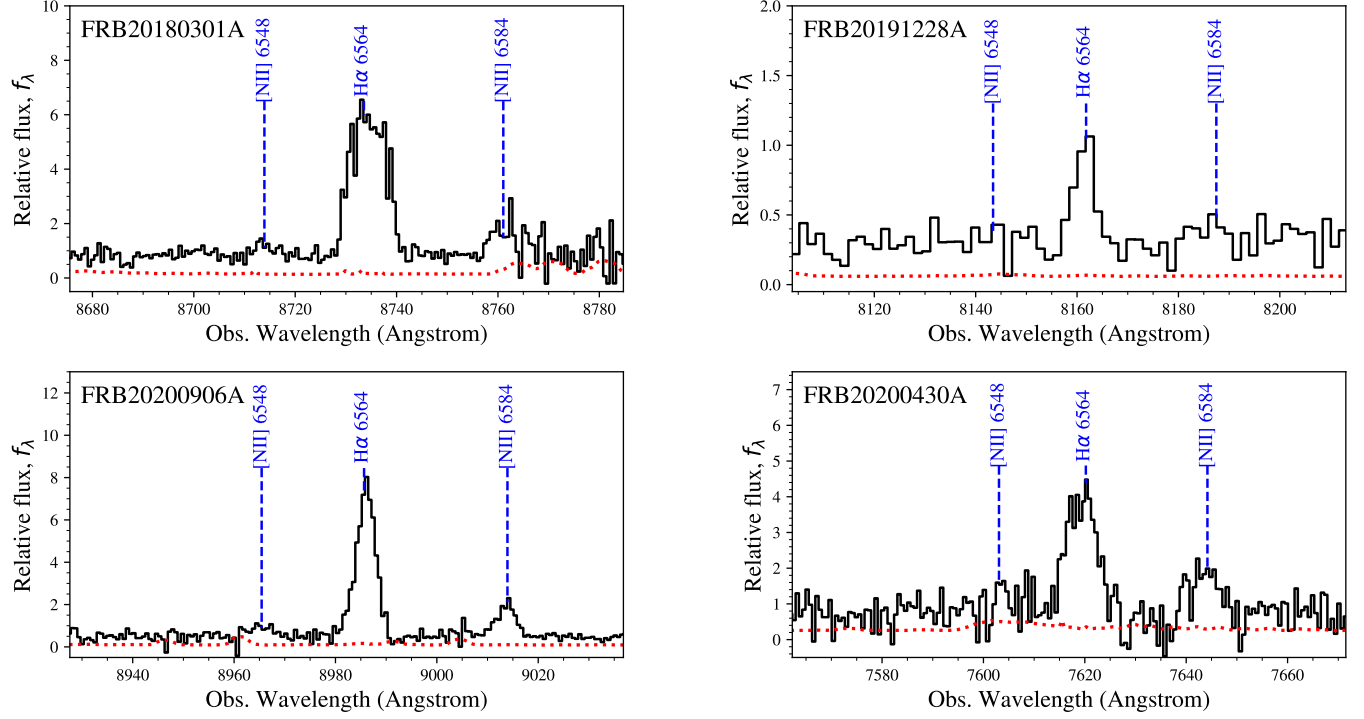 FRB20180301A
[NII] 6548
Hα 6564
[NII] 6584
Relative flux, fλ
10
8
6
4
2
0
8680 8700 8720 8740 8760 8780
Obs. Wavelength (Angstrom)
FRB20191228A
[NII] 6548
Hα 6564
[NII] 6584
Relative flux, fλ
2.0
1.5
1.0
0.5
0.0
8120 8140 8160 8180 8200
Obs. Wavelength (Angstrom)
FRB20200906A
[NII] 6548
Hα 6564
[NII] 6584
Relative flux, fλ
12
10
8
6
4
2
0
8940 8960 8980 9000 9020
Obs. Wavelength (Angstrom)
FRB20200430A
[NII] 6548
Hα 6564
[NII] 6584
Relative flux, fλ
7
6
5
4
3
2
1
0
7580 7600 7620 7640 7660
Obs. Wavelength (Angstrom)